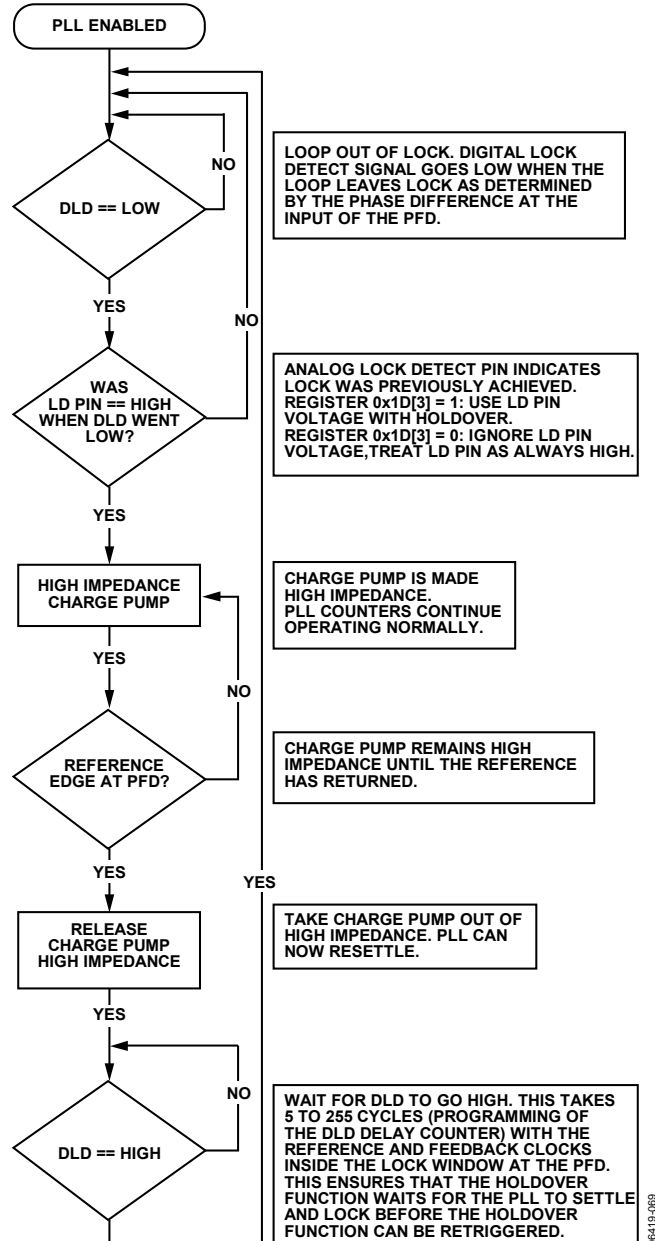 PLL ENABLED
NO
DLD == LOW
LOOP OUT OF LOCK. DIGITAL LOCK
DETECT SIGNAL GOES LOW WHEN THE
LOOP LEAVES LOCK AS DETERMINED
BY THE PHASE DIFFERENCE AT THE
INPUT OF THE PFD.
YES
NO
WAS
LD PIN == HIGH
WHEN DLD WENT
LOW?
ANALOG LOCK DETECT PIN INDICATES
LOCK WAS PREVIOUSLY ACHIEVED.
REGISTER 0x1D[3] = 1: USE LD PIN
VOLTAGE WITH HOLDOVER.
REGISTER 0x1D[3] = 0: IGNORE LD PIN
VOLTAGE,TREAT LD PIN AS ALWAYS HIGH.
YES
HIGH IMPEDANCE
CHARGE PUMP
CHARGE PUMP IS MADE
HIGH IMPEDANCE.
PLL COUNTERS CONTINUE
OPERATING NORMALLY.
YES
NO
REFERENCE
EDGE AT PFD?
CHARGE PUMP REMAINS HIGH
IMPEDANCE UNTIL THE REFERENCE
HAS RETURNED.
YES
YES
RELEASE
CHARGE PUMP
HIGH IMPEDANCE
TAKE CHARGE PUMP OUT OF
HIGH IMPEDANCE. PLL CAN
NOW RESETTLE.
YES
NO
DLD == HIGH
WAIT FOR DLD TO GO HIGH. THIS TAKES
5 TO 255 CYCLES (PROGRAMMING OF
THE DLD DELAY COUNTER) WITH THE
REFERENCE AND FEEDBACK CLOCKS
INSIDE THE LOCK WINDOW AT THE PFD.
THIS ENSURES THAT THE HOLDOVER
FUNCTION WAITS FOR THE PLL TO SETTLE
AND LOCK BEFORE THE HOLDOVER
FUNCTION CAN BE RETRIGGERED.
06419-069